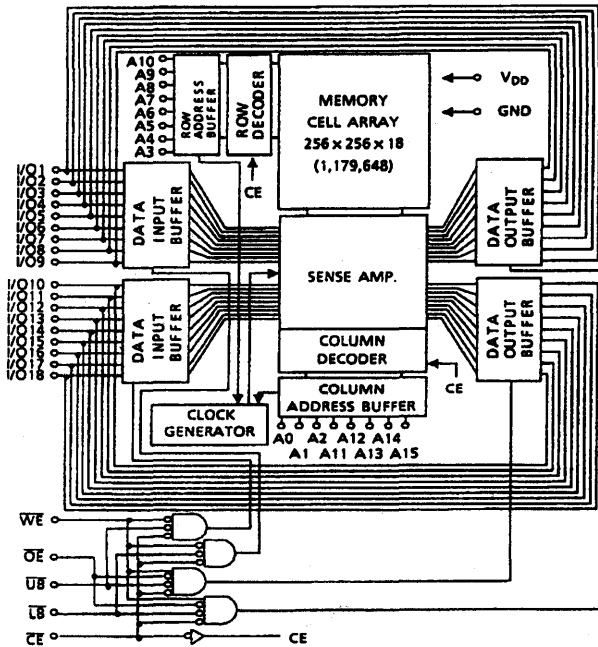 A10
A9
A8
A7
A6
A5
A4
A3
ROW ADDRESS BUFFER
ROW DECODER
CE
MEMORY
CELL ARRAY
256 x 256 x 18
(1,179,648)
VDD
GND
I/O1
I/O2
I/O3
I/O4
I/O5
I/O6
I/O7
I/O8
I/O9
DATA INPUT BUFFER
DATA OUTPUT BUFFER
SENSE AMP.
I/O10
I/O11
I/O12
I/O13
I/O14
I/O15
I/O16
I/O17
I/O18
DATA INPUT BUFFER
DATA OUTPUT BUFFER
COLUMN
DECODER
CE
COLUMN
ADDRESS BUFFER
CLOCK
GENERATOR
A0 A2 A12 A14
A1 A11 A13 A15
WE
OE
UB
LB
CE
CE